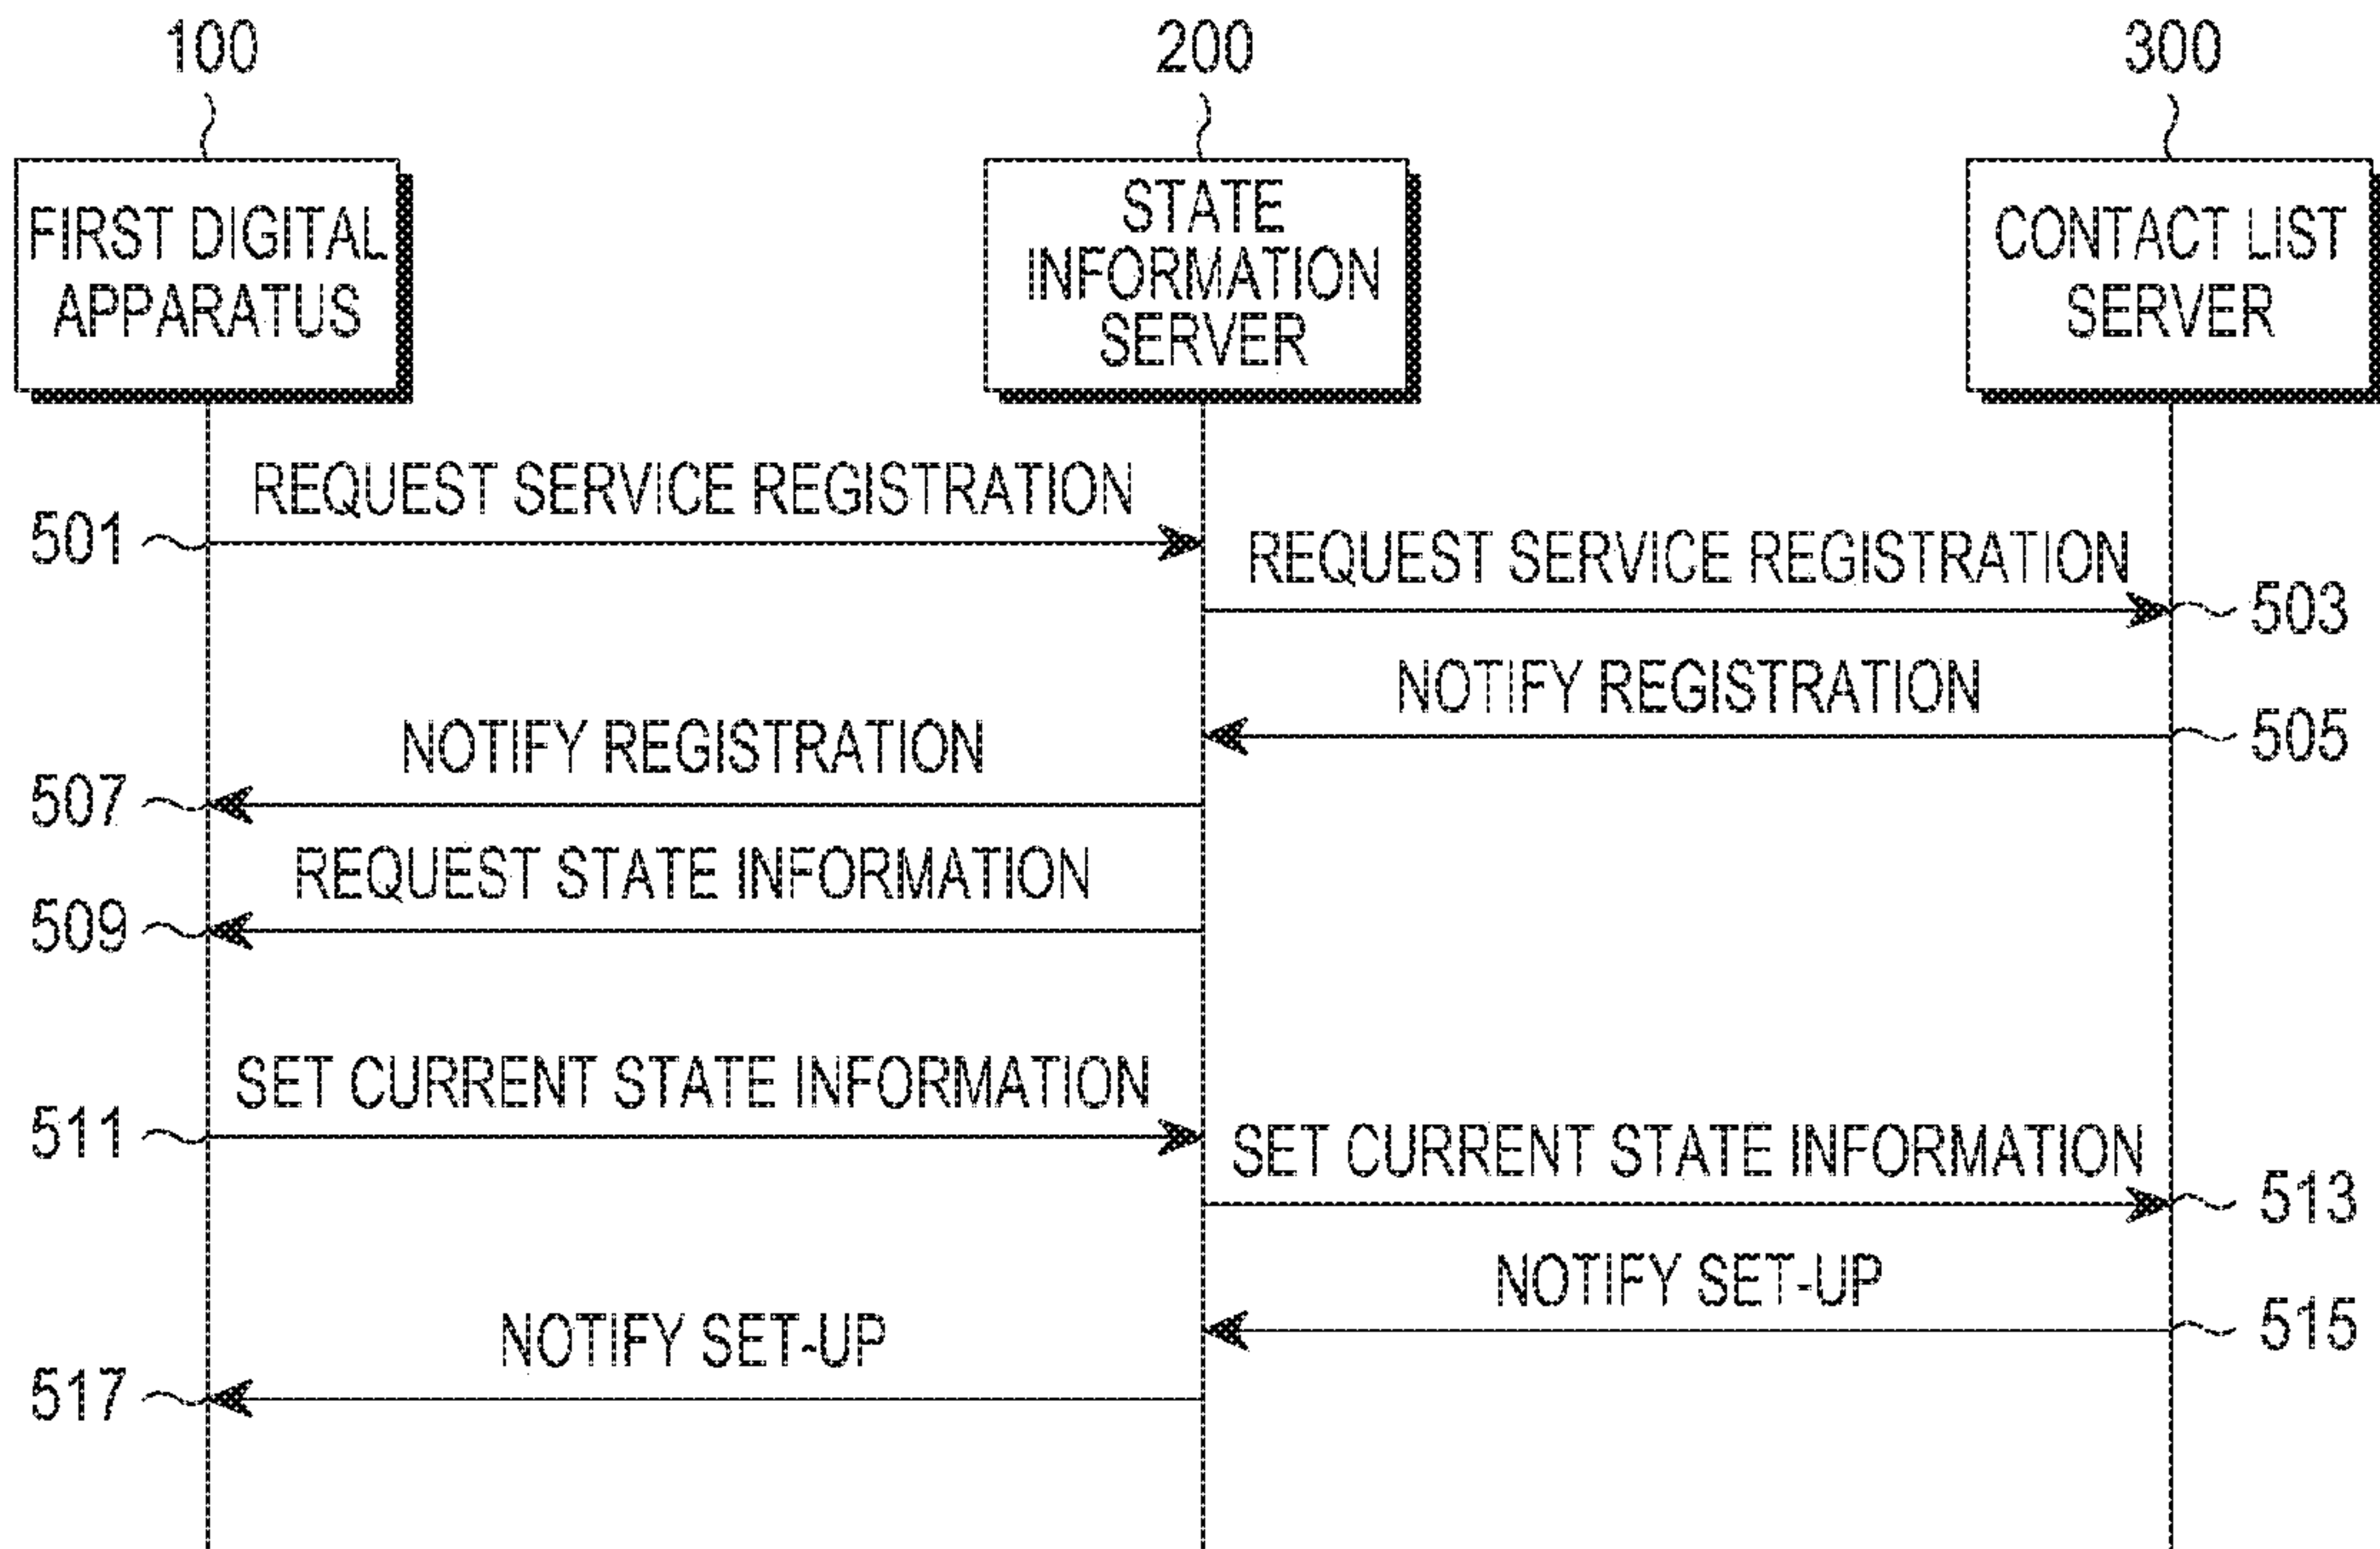 100
200
300
FIRST DIGITAL
APPARATUS
STATE
INFORMATION
SERVER
CONTACT LIST
SERVER
REQUEST SERVICE REGISTRATION
501
REQUEST SERVICE REGISTRATION
503
NOTIFY REGISTRATION
505
NOTIFY REGISTRATION
507
REQUEST STATE INFORMATION
509
SET CURRENT STATE INFORMATION
511
SET CURRENT STATE INFORMATION
513
NOTIFY SET-UP
515
NOTIFY SET-UP
517